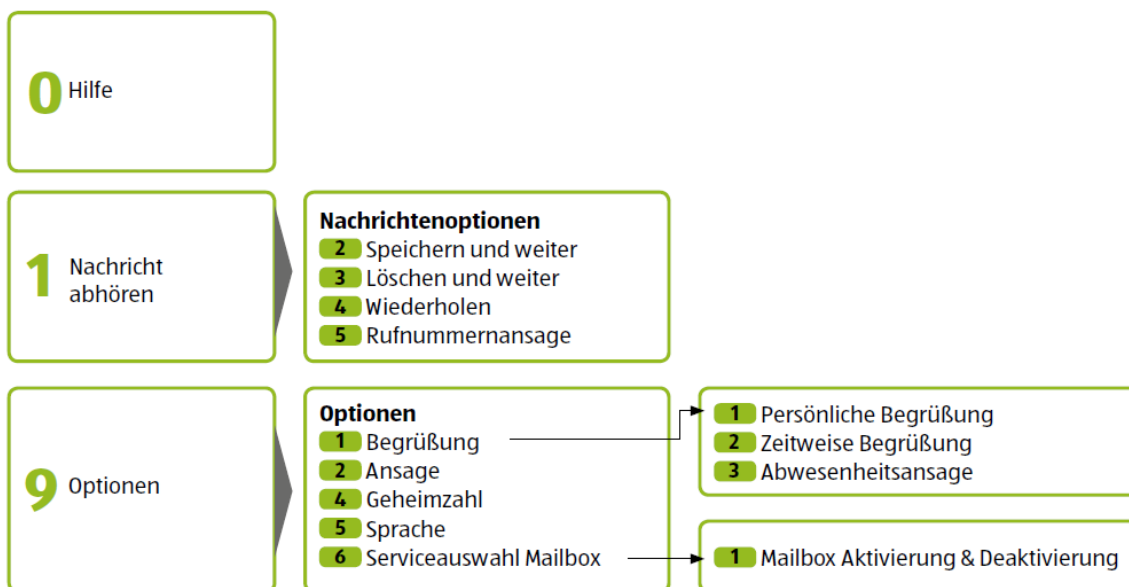 0 Hilfe
1 Nachricht
abhören
Nachrichtenoptionen
2 Speichern und weiter
3 Löschen und weiter
4 Wiederholen
5 Rufnummernansage
9 Optionen
Optionen
1 Begrüßung
2 Ansage
4 Geheimzahl
5 Sprache
6 Serviceauswahl Mailbox
1 Persönliche Begrüßung
2 Zeitweise Begrüßung
3 Abwesenheitsansage
1 Mailbox Aktivierung & Deaktivierung